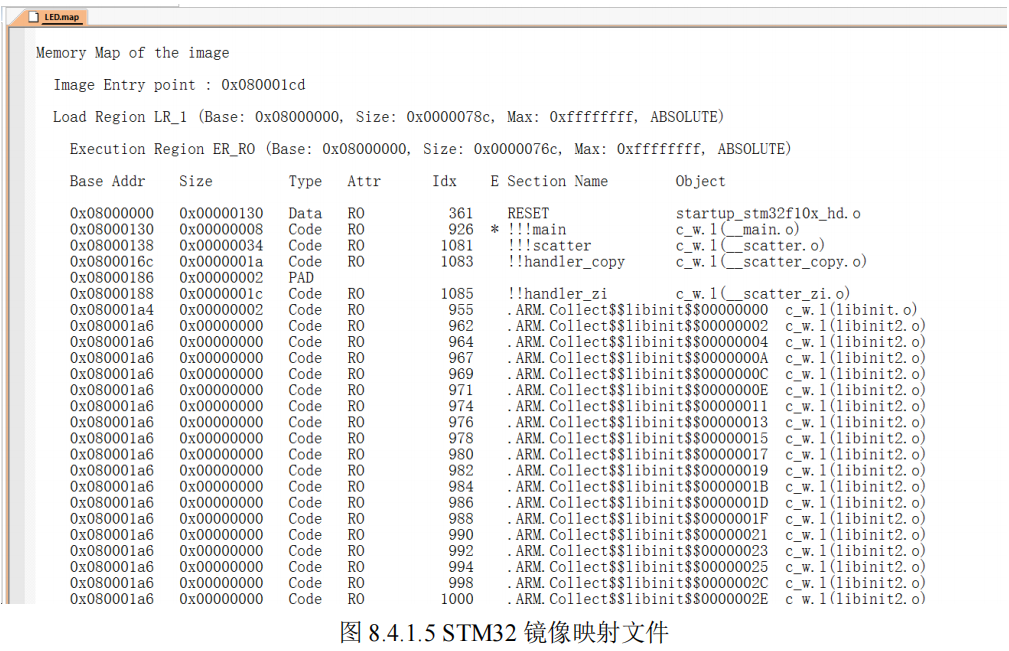 LED.map
Memory Map of the image
Image Entry point : 0x080001cd
Load Region LR_1 (Base: 0x08000000, Size: 0x0000078c, Max: 0xffffffff, ABSOLUTE)
Execution Region ER_RO (Base: 0x08000000, Size: 0x0000076c, Max: 0xffffffff, ABSOLUTE)
Base Addr Size Type Attr Idx E Section Name Object
0x08000000 0x00000130 Data RO 361 RESET startup_stm32f10x_hd.o
0x08000130 0x00000008 Code RO 926 * !!!main c_w.l(__main.o)
0x08000138 0x00000034 Code RO 1081 !!!scatter c_w.l(__scatter.o)
0x0800016c 0x0000001a Code RO 1083 !!handler_copy c_w.l(__scatter_copy.o)
0x08000186 0x00000002 PAD
0x08000188 0x0000001c Code RO 1085 !!handler_zi c_w.l(__scatter_zi.o)
0x080001a4 0x00000002 Code RO 955 .ARM.Collect$$libinit$$00000000 c_w.l(libinit.o)
0x080001a6 0x00000000 Code RO 962 .ARM.Collect$$libinit$$00000002 c_w.l(libinit2.o)
0x080001a6 0x00000000 Code RO 964 .ARM.Collect$$libinit$$00000004 c_w.l(libinit2.o)
0x080001a6 0x00000000 Code RO 967 .ARM.Collect$$libinit$$0000000A c_w.l(libinit2.o)
0x080001a6 0x00000000 Code RO 969 .ARM.Collect$$libinit$$0000000C c_w.l(libinit2.o)
0x080001a6 0x00000000 Code RO 971 .ARM.Collect$$libinit$$0000000E c_w.l(libinit2.o)
0x080001a6 0x00000000 Code RO 974 .ARM.Collect$$libinit$$00000011 c_w.l(libinit2.o)
0x080001a6 0x00000000 Code RO 976 .ARM.Collect$$libinit$$00000013 c_w.l(libinit2.o)
0x080001a6 0x00000000 Code RO 978 .ARM.Collect$$libinit$$00000015 c_w.l(libinit2.o)
0x080001a6 0x00000000 Code RO 980 .ARM.Collect$$libinit$$00000017 c_w.l(libinit2.o)
0x080001a6 0x00000000 Code RO 982 .ARM.Collect$$libinit$$00000019 c_w.l(libinit2.o)
0x080001a6 0x00000000 Code RO 984 .ARM.Collect$$libinit$$0000001B c_w.l(libinit2.o)
0x080001a6 0x00000000 Code RO 986 .ARM.Collect$$libinit$$0000001D c_w.l(libinit2.o)
0x080001a6 0x00000000 Code RO 988 .ARM.Collect$$libinit$$0000001F c_w.l(libinit2.o)
0x080001a6 0x00000000 Code RO 990 .ARM.Collect$$libinit$$00000021 c_w.l(libinit2.o)
0x080001a6 0x00000000 Code RO 992 .ARM.Collect$$libinit$$00000023 c_w.l(libinit2.o)
0x080001a6 0x00000000 Code RO 994 .ARM.Collect$$libinit$$00000025 c_w.l(libinit2.o)
0x080001a6 0x00000000 Code RO 998 .ARM.Collect$$libinit$$0000002C c_w.l(libinit2.o)
0x080001a6 0x00000000 Code RO 1000 .ARM.Collect$$libinit$$0000002E c_w.l(libinit2.o)
图 8.4.1.5 STM32 镜像映射文件